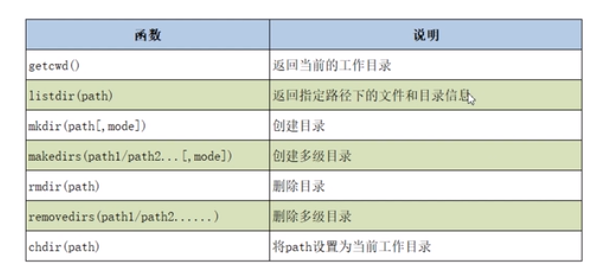 函数 说明
getcwd() 返回当前的工作目录
listdir(path) 返回指定路径下的文件和目录信息
mkdir(path[,mode]) 创建目录
makedirs(path1/path2...[,mode]) 创建多级目录
rmdir(path) 删除目录
removedirs(path1/path2......) 删除多级目录
chdir(path) 将path设置为当前工作目录